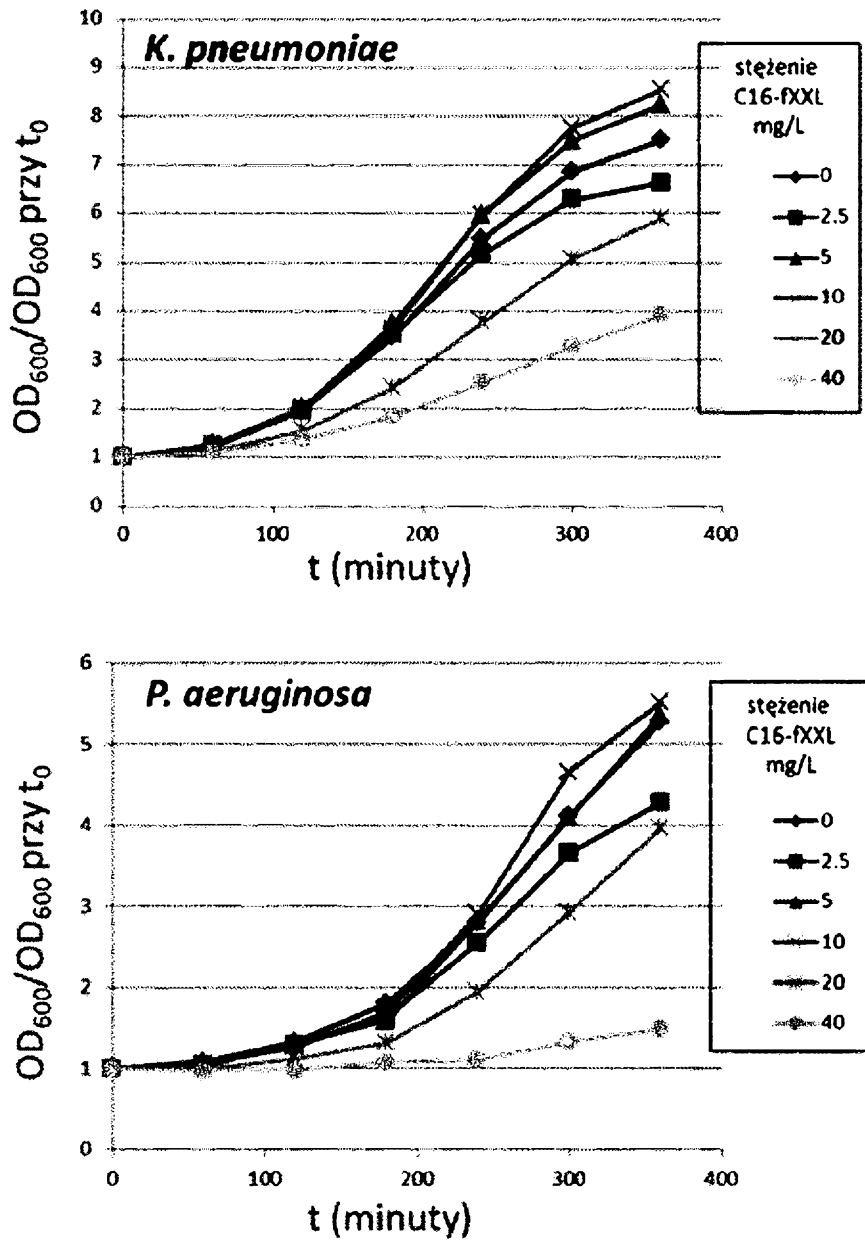 K. pneumoniae
10
9
8
7
6
5
4
3
2
1
0
OD600/OD600 przy t0
0 100 200 300 400
t (minuty)
stężenie
C16-fXXL
mg/L
0
2.5
5
10
20
40
P. aeruginosa
6
5
4
3
2
1
0
OD600/OD600 przy t0
0 100 200 300 400
t (minuty)
stężenie
C16-fXXL
mg/L
0
2.5
5
10
20
40